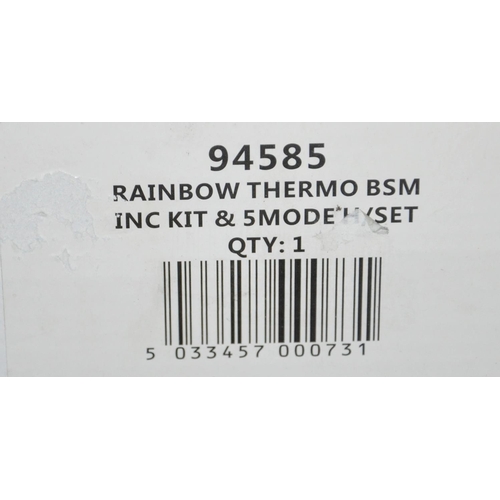 94585
RAINBOW THERMO BSM
INC KIT & 5MODE H/SET
QTY: 1
5 033457 000731